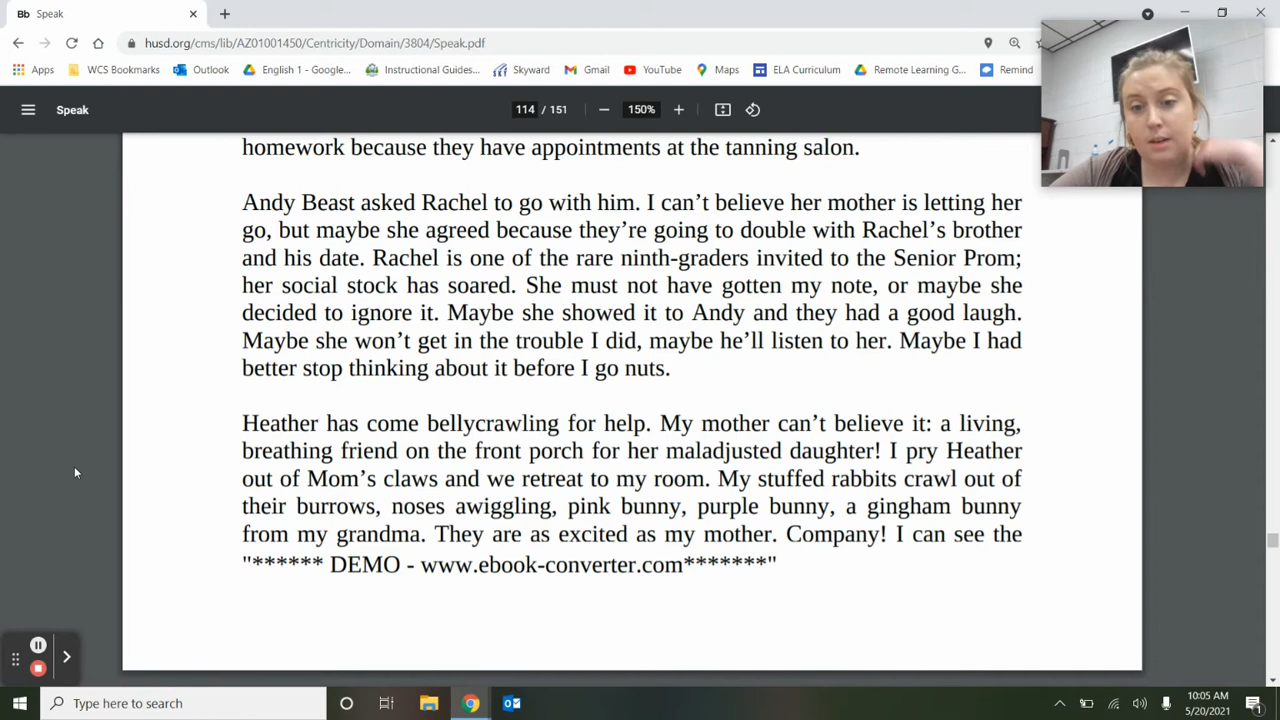 Bb Speak
husd.org/cms/lib/AZ01001450/Centricity/Domain/3804/Speak.pdf
Apps WCS Bookmarks Outlook English 1 - Google... Instructional Guides... Skyward Gmail YouTube Maps ELA Curriculum Remote Learning G... Remind
Speak 114 / 151 150%
homework because they have appointments at the tanning salon.
Andy Beast asked Rachel to go with him. I can't believe her mother is letting her
go, but maybe she agreed because they're going to double with Rachel's brother
and his date. Rachel is one of the rare ninth-graders invited to the Senior Prom;
her social stock has soared. She must not have gotten my note, or maybe she
decided to ignore it. Maybe she showed it to Andy and they had a good laugh.
Maybe she won't get in the trouble I did, maybe he'll listen to her. Maybe I had
better stop thinking about it before I go nuts.
Heather has come bellycrawling for help. My mother can't believe it: a living,
breathing friend on the front porch for her maladjusted daughter! I pry Heather
out of Mom's claws and we retreat to my room. My stuffed rabbits crawl out of
their burrows, noses awiggling, pink bunny, purple bunny, a gingham bunny
from my grandma. They are as excited as my mother. Company! I can see the
"****** DEMO - www.ebook-converter.com*******"
Type here to search
10:05 AM
5/20/2021
1